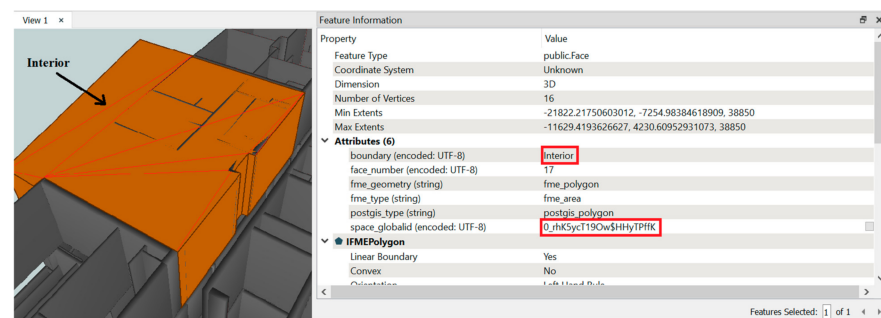 View 1 ×
Interior
Feature Information
Property Value
Feature Type public.Face
Coordinate System Unknown
Dimension 3D
Number of Vertices 16
Min Extents -21822.21750603012, -7254.98384618909, 38850
Max Extents -11629.4193626627, 4230.60952931073, 38850
Attributes (6)
boundary (encoded: UTF-8) Interior
face_number (encoded: UTF-8) 17
fme_geometry (string) fme_polygon
fme_type (string) fme_area
postgis_type (string) postgis_polygon
space_globalid (encoded: UTF-8) 0_rhK5ycT19Ow$HHyTPffK
IFMEPolygon
Linear Boundary Yes
Convex No
Orientation Left Hand Rule
Features Selected: 1 of 1